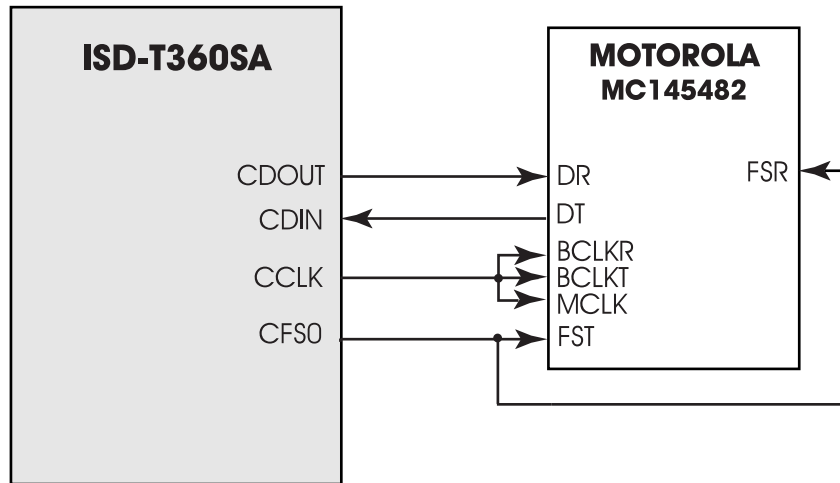 ISD-T360SA
MOTOROLA
MC145482
CDOUT
DR
FSR
CDIN
DT
BCLKR
CCLK
BCLKT
MCLK
CFS0
FST